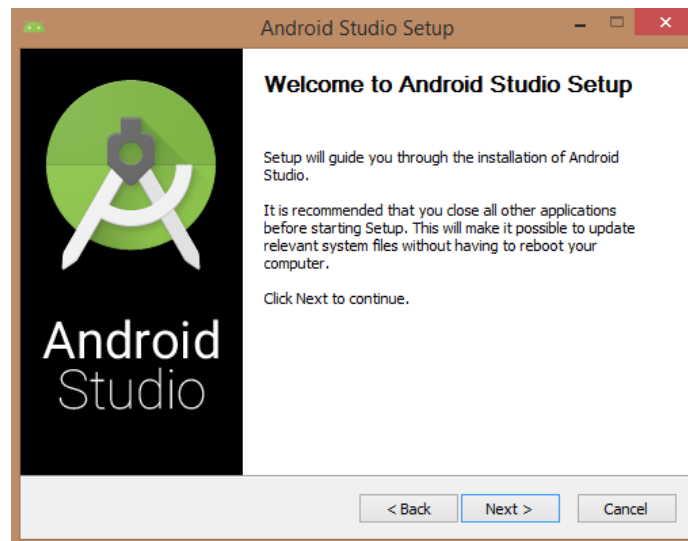 Android Studio Setup
Welcome to Android Studio Setup
Setup will guide you through the installation of Android
Studio.
It is recommended that you close all other applications
before starting Setup. This will make it possible to update
relevant system files without having to reboot your
computer.
Click Next to continue.
Android
Studio
< Back Next > Cancel